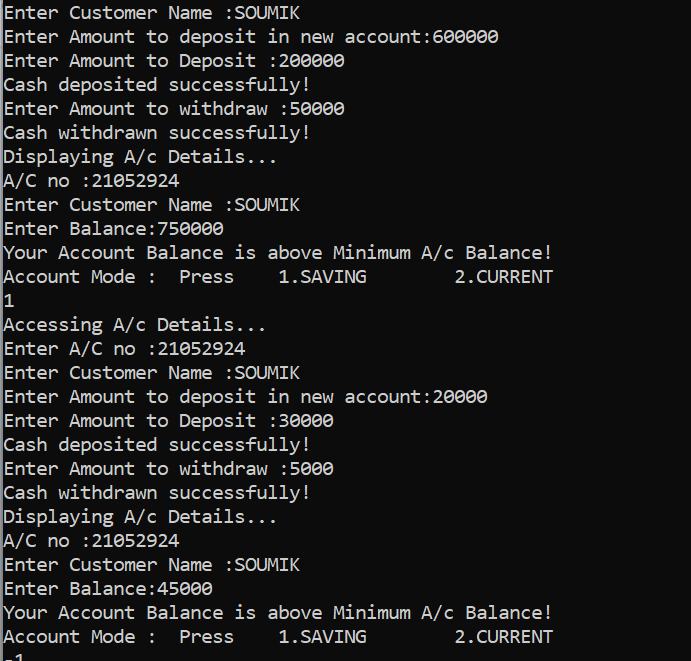 Enter Customer Name :SOUMIK
Enter Amount to deposit in new account:600000
Enter Amount to Deposit :200000
Cash deposited successfully!
Enter Amount to withdraw :50000
Cash withdrawn successfully!
Displaying A/c Details...
A/C no :21052924
Enter Customer Name :SOUMIK
Enter Balance:750000
Your Account Balance is above Minimum A/c Balance!
Account Mode :  Press    1.SAVING        2.CURRENT
1
Accessing A/c Details...
Enter A/C no :21052924
Enter Customer Name :SOUMIK
Enter Amount to deposit in new account:20000
Enter Amount to Deposit :30000
Cash deposited successfully!
Enter Amount to withdraw :5000
Cash withdrawn successfully!
Displaying A/c Details...
A/C no :21052924
Enter Customer Name :SOUMIK
Enter Balance:45000
Your Account Balance is above Minimum A/c Balance!
Account Mode :  Press    1.SAVING        2.CURRENT
-1